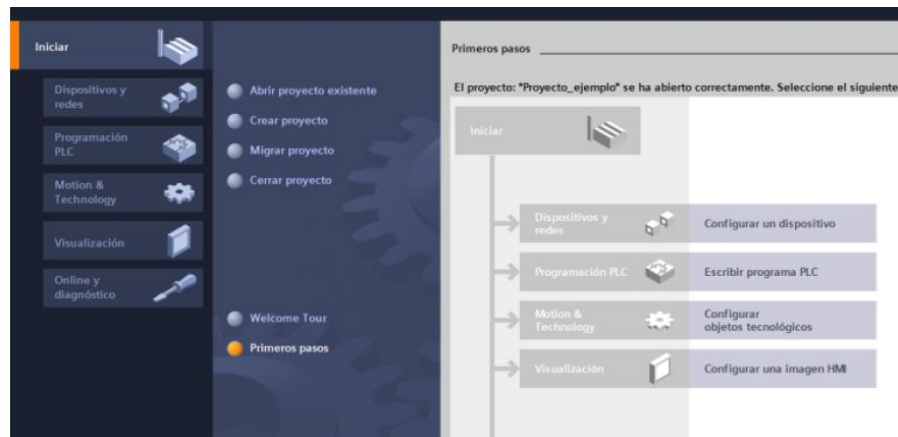 Iniciar
Dispositivos y
redes
Programación
PLC
Motion &
Technology
Visualización
Online y
diagnóstico
Abrir proyecto existente
Crear proyecto
Migrar proyecto
Cerrar proyecto
Welcome Tour
Primeros pasos
Primeros pasos
El proyecto: "Proyecto_ejemplo" se ha abierto correctamente. Seleccione el siguiente
Iniciar
Dispositivos y
redes
Configurar un dispositivo
Programación PLC
Escribir programa PLC
Motion &
Technology
Configurar
objetos tecnológicos
Visualización
Configurar una imagen HMI